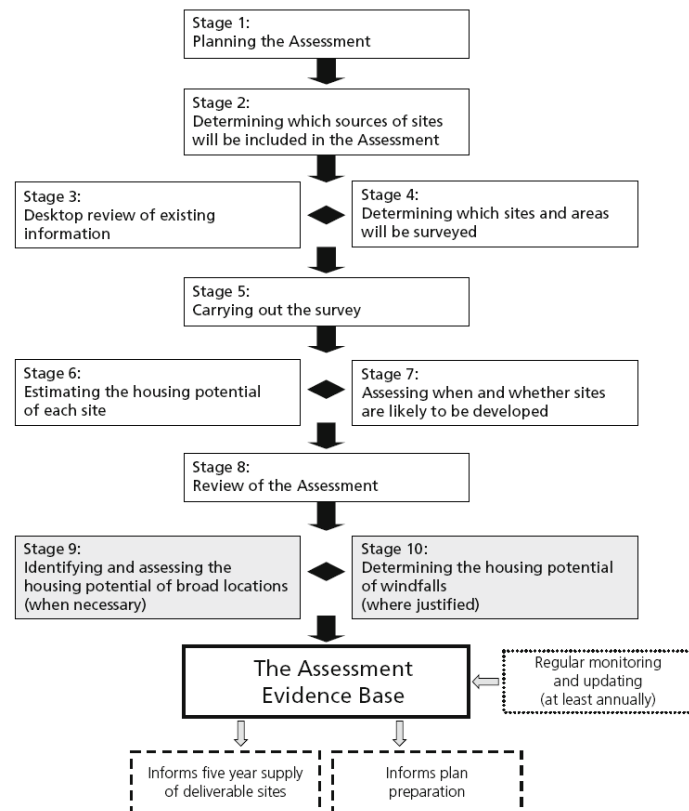 Stage 1:
Planning the Assessment
Stage 2:
Determining which sources of sites
will be included in the Assessment
Stage 3:
Desktop review of existing
information
Stage 4:
Determining which sites and areas
will be surveyed
Stage 5:
Carrying out the survey
Stage 6:
Estimating the housing potential
of each site
Stage 7:
Assessing when and whether sites
are likely to be developed
Stage 8:
Review of the Assessment
Stage 9:
Identifying and assessing the
housing potential of broad locations
(when necessary)
Stage 10:
Determining the housing potential
of windfalls
(where justified)
The Assessment
Evidence Base
Regular monitoring
and updating
(at least annually)
Informs five year supply
of deliverable sites
Informs plan
preparation